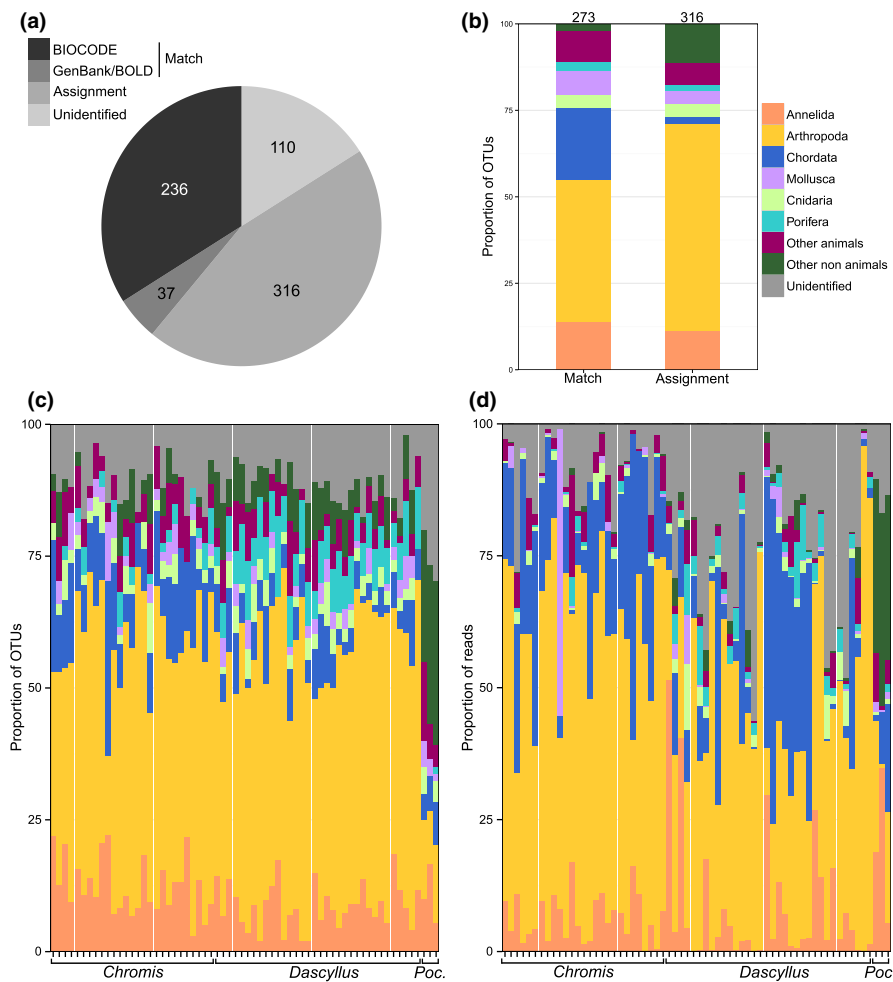 (a)
BIOCODE
GenBank/BOLD
Match
Assignment
Unidentified
110
236
37
316
(b)
273
316
100
75
50
25
0
Proportion of OTUs
Match
Assignment
Annelida
Arthropoda
Chordata
Mollusca
Cnidaria
Porifera
Other animals
Other non animals
Unidentified
(c)
100
75
50
25
0
Proportion of OTUs
Chromis
Dascyllus
Poc.
(d)
100
75
50
25
0
Proportion of reads
Chromis
Dascyllus
Poc